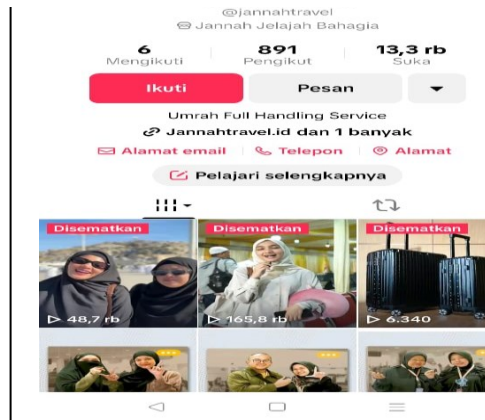 @jannahtravel
Jannah Jelajah Bahagia
6 891 13,3 rb
Mengikuti Pengikut Suka
Ikuti Pesan
Umrah Full Handling Service
Jannahtravel.id dan 1 banyak
Alamat email Telepon Alamat
Pelajari selengkapnya
Disematkan Disematkan Disematkan
48,7 rb 165,8 rb 6.340